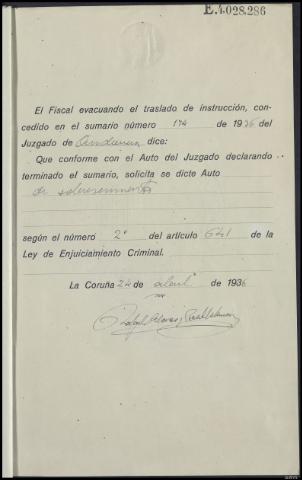 E.4.028.286
El Fiscal evacuando el traslado de instrucción, con-
cedido en el sumario número 174 de 1936 del
Juzgado de dice:
Que conforme con el Auto del Juzgado declarando
terminado el sumario, solicita se dicte Auto
de sobreseimiento
según el número 2º del artículo 641 de la
Ley de Enjuiciamiento Criminal.
La Coruña 24 de abril de 1936
Rafael